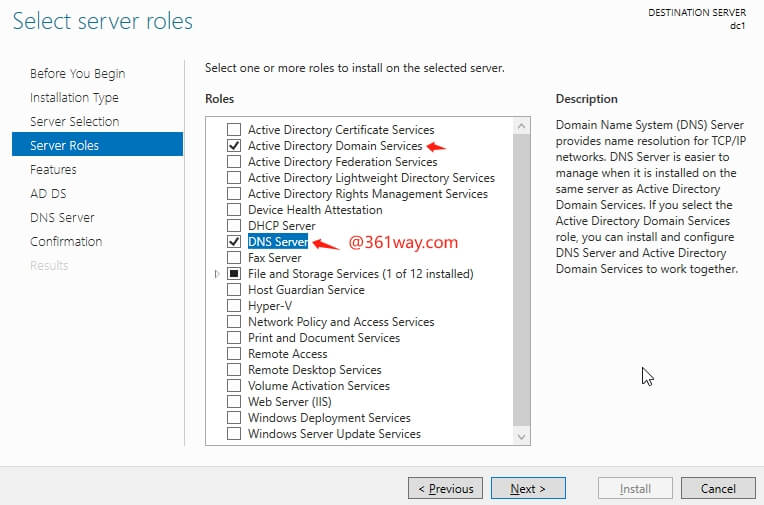 Select server roles
DESTINATION SERVER
dc1
Before You Begin
Installation Type
Server Selection
Server Roles
Features
AD DS
DNS Server
Confirmation
Results
Select one or more roles to install on the selected server.
Roles
Active Directory Certificate Services
Active Directory Domain Services
Active Directory Federation Services
Active Directory Lightweight Directory Services
Active Directory Rights Management Services
Device Health Attestation
DHCP Server
DNS Server @361way.com
Fax Server
File and Storage Services (1 of 12 installed)
Host Guardian Service
Hyper-V
Network Policy and Access Services
Print and Document Services
Remote Access
Remote Desktop Services
Volume Activation Services
Web Server (IIS)
Windows Deployment Services
Windows Server Update Services
Description
Domain Name System (DNS) Server
provides name resolution for TCP/IP
networks. DNS Server is easier to
manage when it is installed on the
same server as Active Directory
Domain Services. If you select the
Active Directory Domain Services
role, you can install and configure
DNS Server and Active Directory
Domain Services to work together.
< Previous
Next >
Install
Cancel